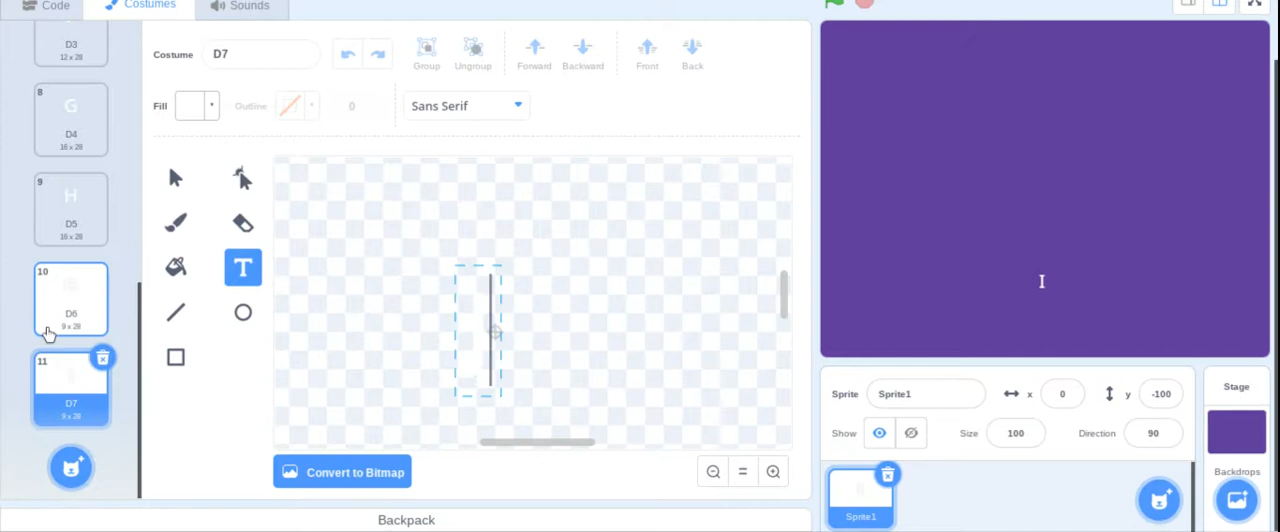 Code
Costumes
Sounds
D3
12 x 28
8
G
D4
16 x 28
9
H
D5
16 x 28
10
D6
9 x 28
11
D7
9 x 28
Costume
D7
Group
Ungroup
Forward
Backward
Front
Back
Fill
Outline
0
Sans Serif
T
Convert to Bitmap
Backpack
Sprite
Sprite1
x
0
y
-100
Show
Size
100
Direction
90
Sprite1
Stage
Backdrops